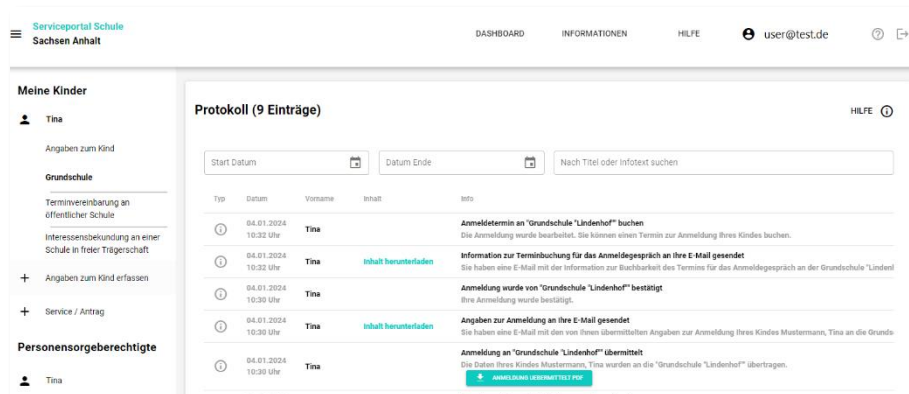 Serviceportal Schule
Sachsen Anhalt
DASHBOARD
INFORMATIONEN
HILFE
user@test.de
Meine Kinder
Tina
Angaben zum Kind
Grundschule
Terminvereinbarung an
öffentlicher Schule
Interessensbekundung an einer
Schule in freier Trägerschaft
Angaben zum Kind erfassen
Service / Antrag
Personensorgeberechtigte
Tina
Protokoll (9 Einträge)
HILFE
Start Datum
Datum Ende
Nach Titel oder Infotext suchen
Typ Datum Vorname Inhalt Info
04.01.2024
10:32 Uhr
Tina
Anmeldetermin an "Grundschule "Lindenhof"" buchen
Die Anmeldung wurde bearbeitet. Sie können einen Termin zur Anmeldung Ihres Kindes buchen.
04.01.2024
10:32 Uhr
Tina
Inhalt herunterladen
Information zur Terminbuchung für das Anmeldegespräch an Ihre E-Mail gesendet
Sie haben eine E-Mail mit der Information zur Buchbarkeit des Termins für das Anmeldegespräch an der Grundschule "Lindenl
04.01.2024
10:30 Uhr
Tina
Anmeldung wurde von "Grundschule "Lindenhof"" bestätigt
Ihre Anmeldung wurde bestätigt.
04.01.2024
10:30 Uhr
Tina
Inhalt herunterladen
Angaben zur Anmeldung an Ihre E-Mail gesendet
Sie haben eine E-Mail mit den von Ihnen übermittelten Angaben zur Anmeldung Ihres Kindes Mustermann, Tina an die Grunds
04.01.2024
10:30 Uhr
Tina
Anmeldung an "Grundschule "Lindenhof"" übermittelt
Die Daten Ihres Kindes Mustermann, Tina wurden an die "Grundschule "Lindenhof"" übertragen.
ANMELDUNG UEBERMITTELT PDF